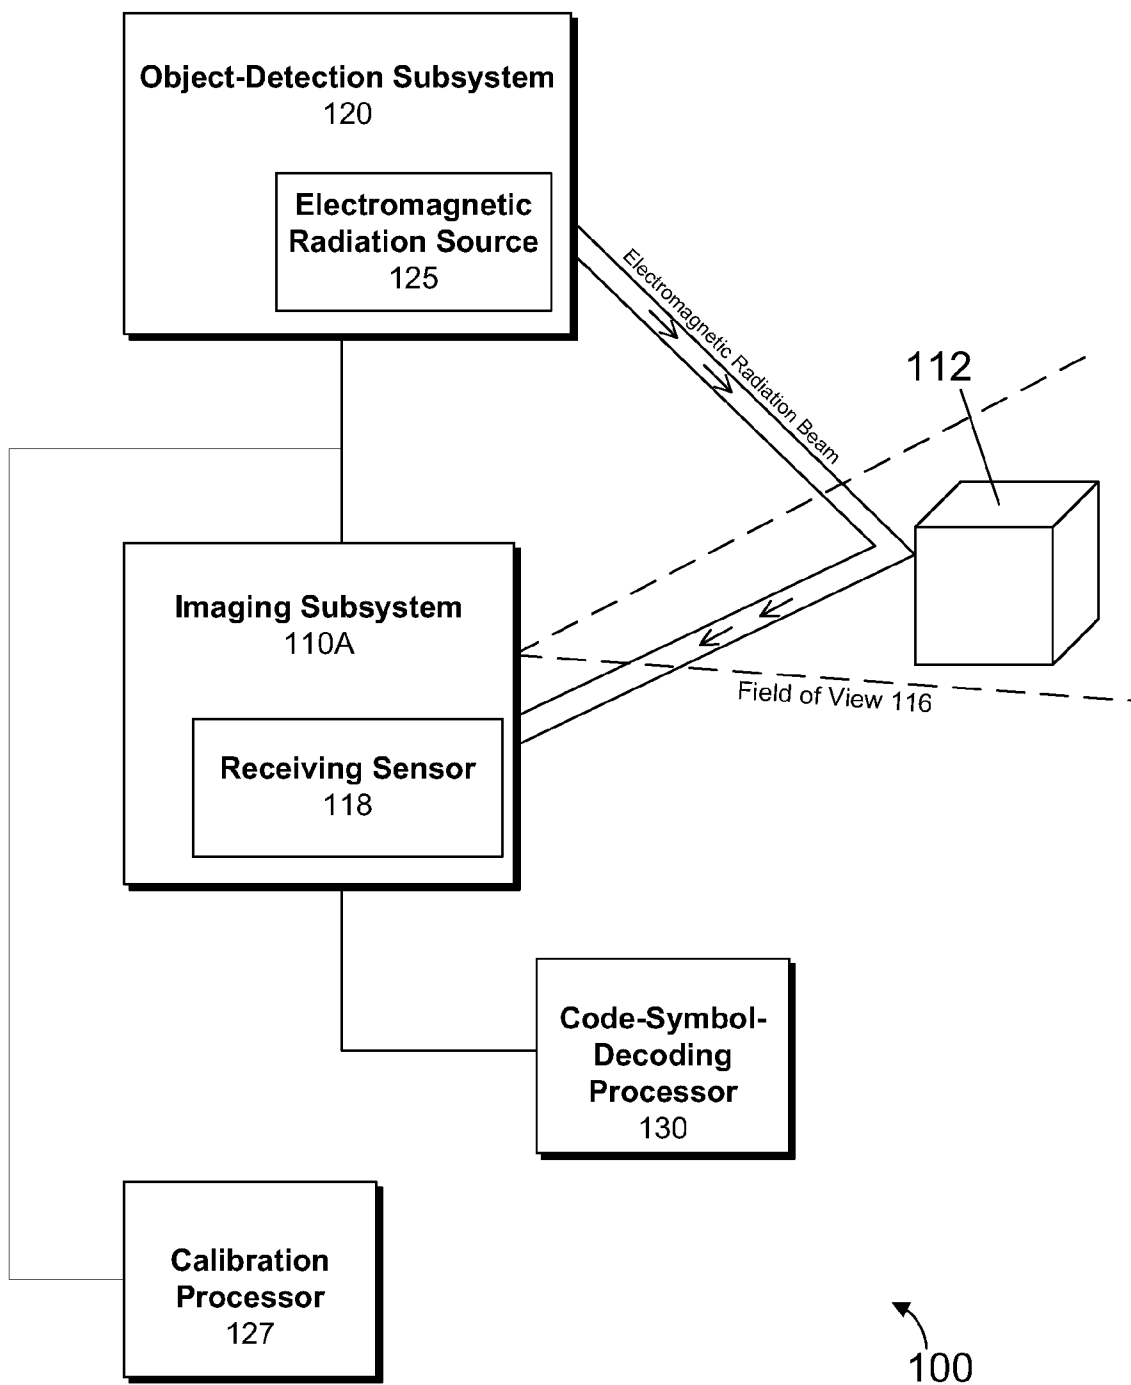 Object-Detection Subsystem
120
Electromagnetic
Radiation Source
125
Electromagnetic Radiation Beam
112
Imaging Subsystem
110A
Field of View 116
Receiving Sensor
118
Code-Symbol-
Decoding
Processor
130
Calibration
Processor
127
100